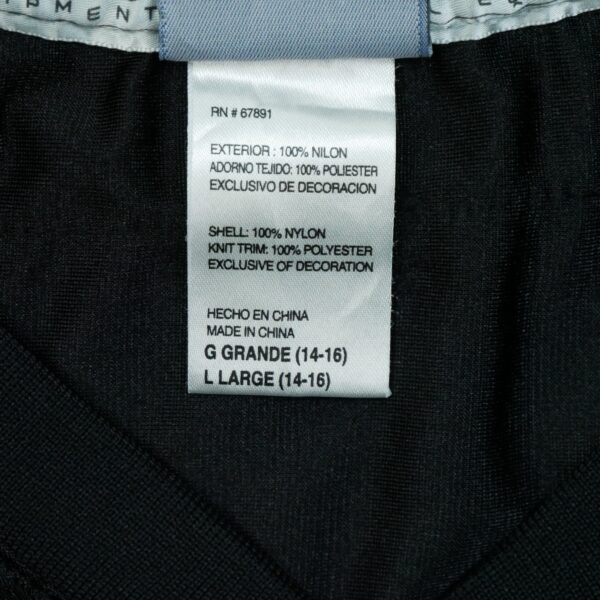 IPMENT
RN # 67891
EXTERIOR : 100% NILON
ADORNO TEJIDO: 100% POLIESTER
EXCLUSIVO DE DECORACION
SHELL: 100% NYLON
KNIT TRIM: 100% POLYESTER
EXCLUSIVE OF DECORATION
HECHO EN CHINA
MADE IN CHINA
G GRANDE (14-16)
L LARGE (14-16)